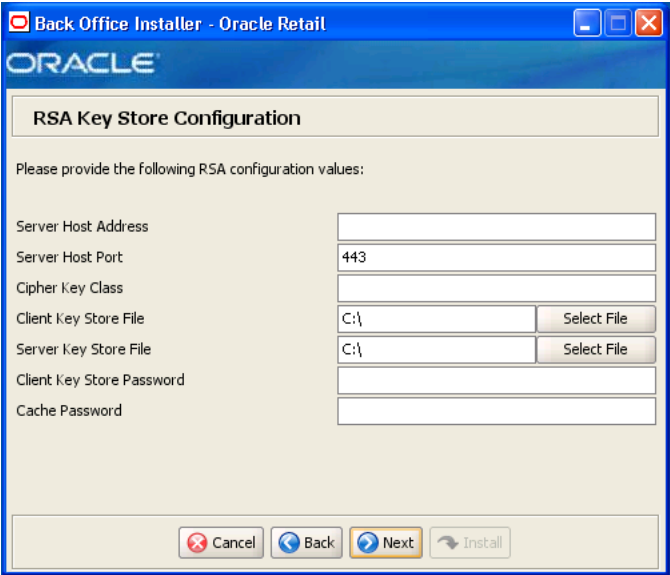 Back Office Installer - Oracle Retail
ORACLE
RSA Key Store Configuration
Please provide the following RSA configuration values:
Server Host Address
Server Host Port 443
Cipher Key Class
Client Key Store File C:\ Select File
Server Key Store File C:\ Select File
Client Key Store Password
Cache Password
Cancel Back Next Install